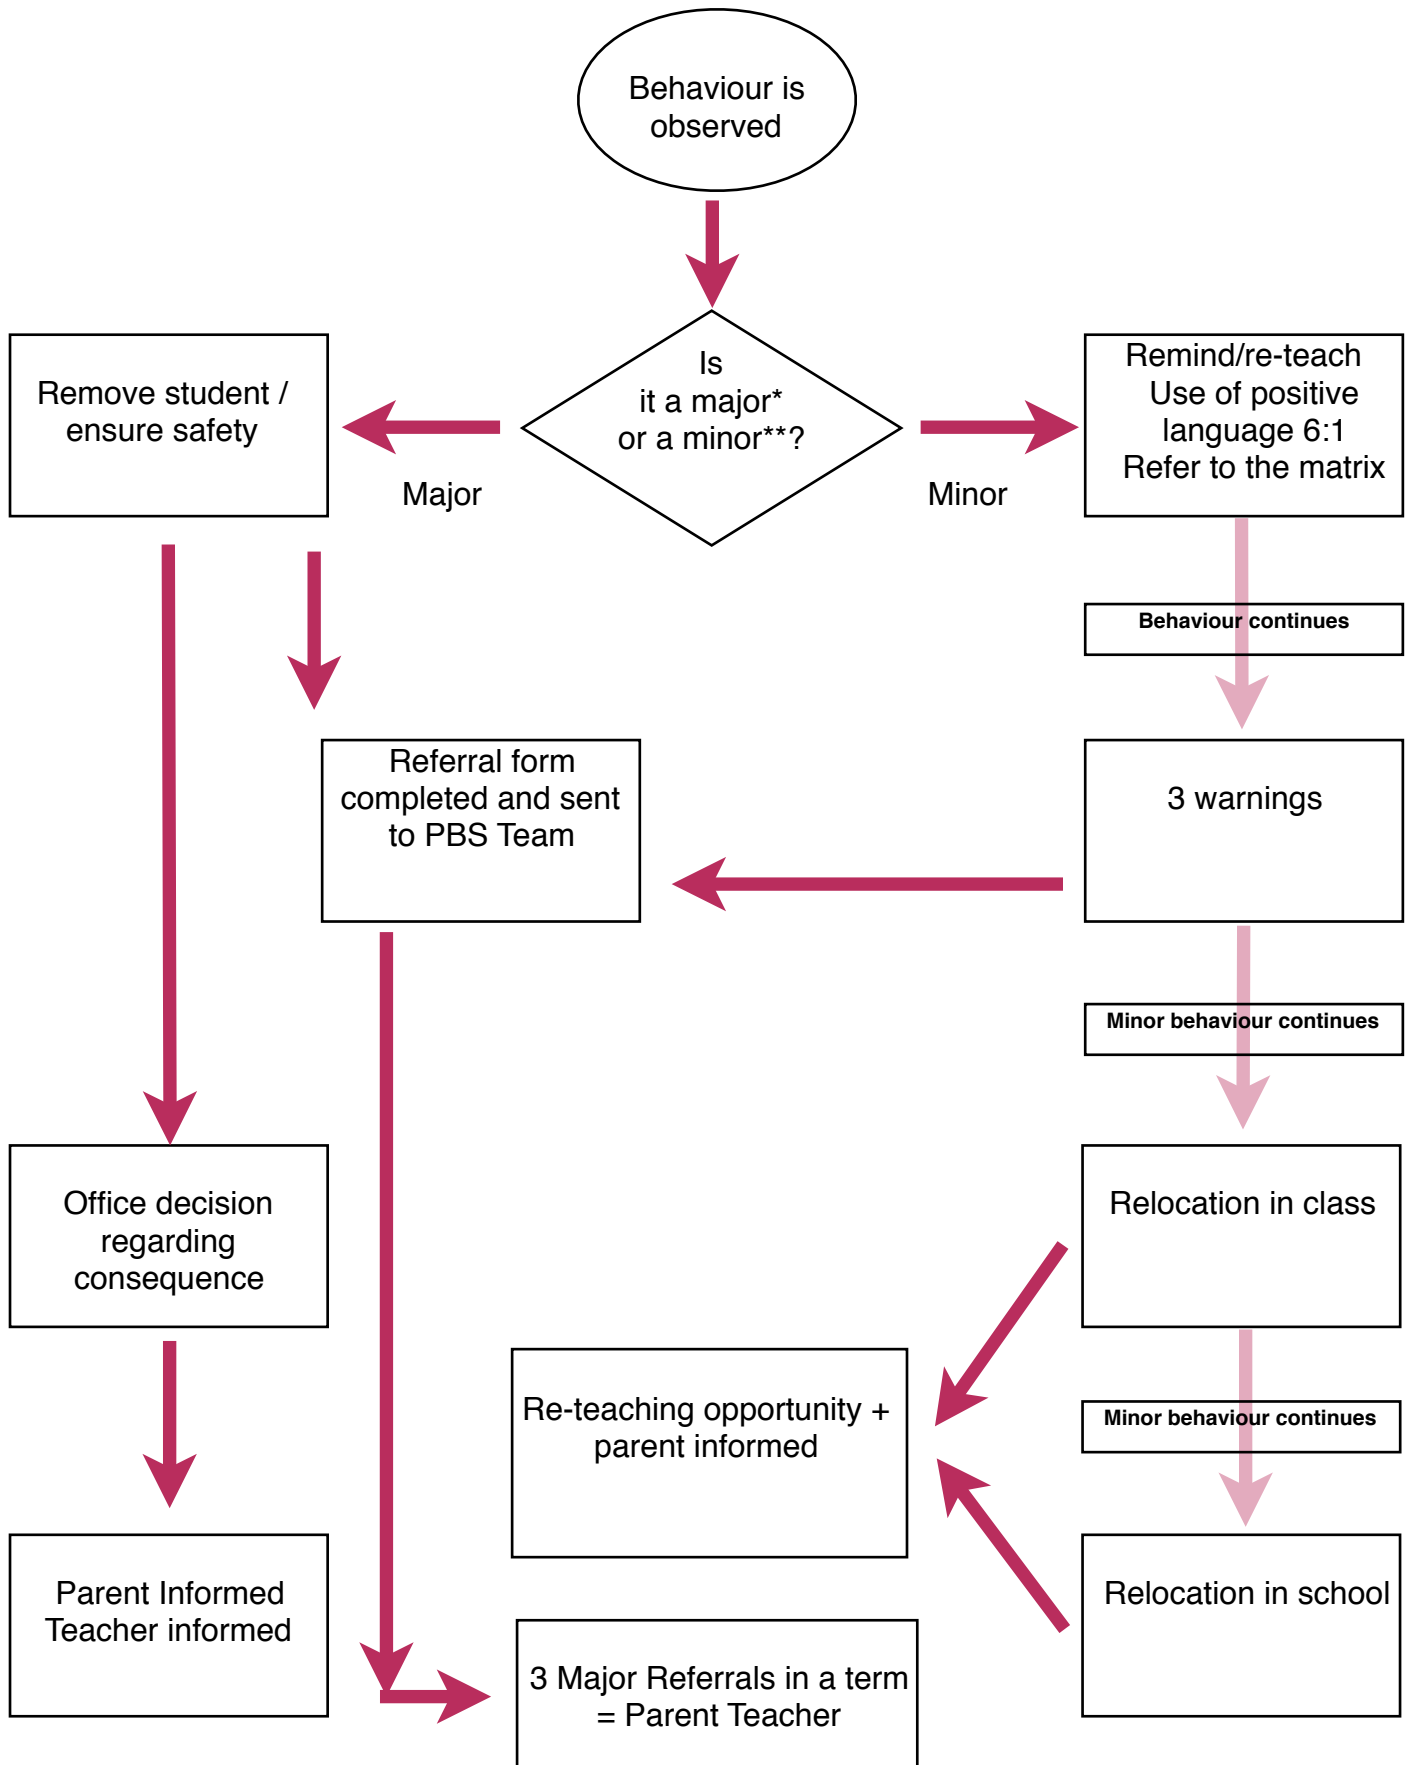 Behaviour is
observed
Is
it a major*
or a minor**?
Remove student /
ensure safety
Major
Minor
Remind/re-teach
Use of positive
language 6:1
Refer to the matrix
Behaviour continues
Referral form
completed and sent
to PBS Team
3 warnings
Minor behaviour continues
Office decision
regarding
consequence
Relocation in class
Re-teaching opportunity +
parent informed
Minor behaviour continues
Parent Informed
Teacher informed
Relocation in school
3 Major Referrals in a term
= Parent Teacher